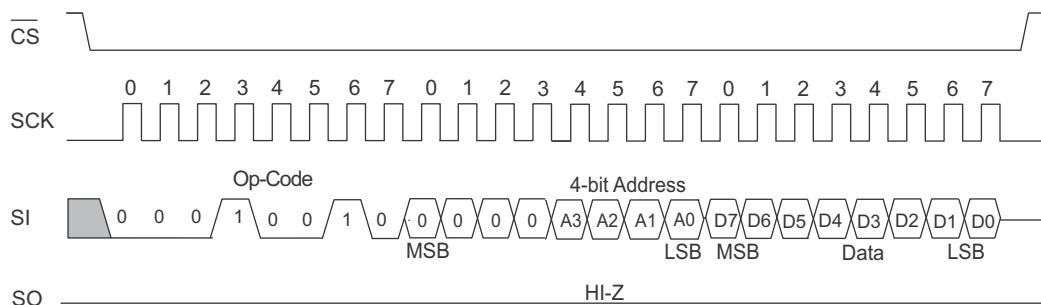 CS
0 1 2 3 4 5 6 7 0 1 2 3 4 5 6 7 0 1 2 3 4 5 6 7
SCK
Op-Code 4-bit Address
SI 0 0 0 1 0 0 1 0 0 0 0 0 A3 A2 A1 A0 D7 D6 D5 D4 D3 D2 D1 D0
MSB LSB MSB Data LSB
HI-Z
SO